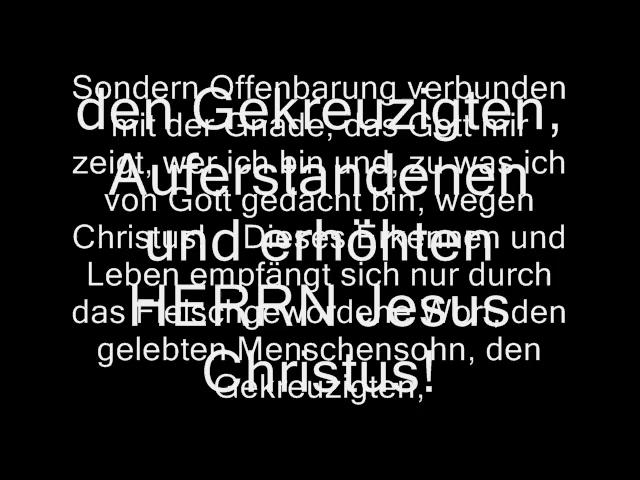 Sondern Offenbarung verbunden
mit der Gnade, das Gott mir
zeigt, wer ich bin und, zu was ich
von Gott gedacht bin, wegen
Christus! Dieses Erkennen und
Leben empfängt sich nur durch
das Fleischgewordene Wort, den
gelebten Menschensohn, den
Gekreuzigten,
den Gekreuzigten,
Auferstandenen
und erhöhten
HERRN Jesus
Christus!